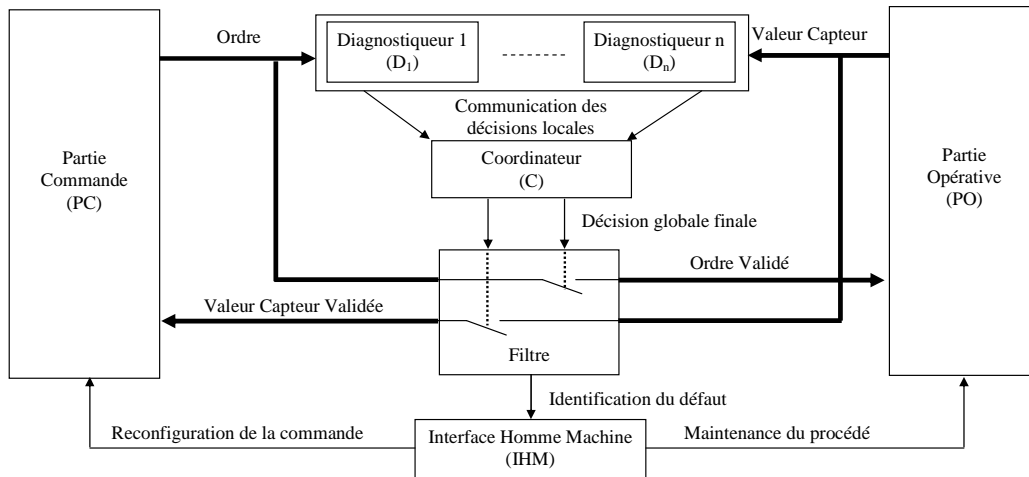 Ordre
Diagnostiqueur 1
(D1)
Diagnostiqueur n
(Dn)
Valeur Capteur
Communication des
décisions locales
Partie
Commande
(PC)
Coordinateur
(C)
Partie
Opérative
(PO)
Décision globale finale
Ordre Validé
Valeur Capteur Validée
Filtre
Identification du défaut
Reconfiguration de la commande
Interface Homme Machine
(IHM)
Maintenance du procédé